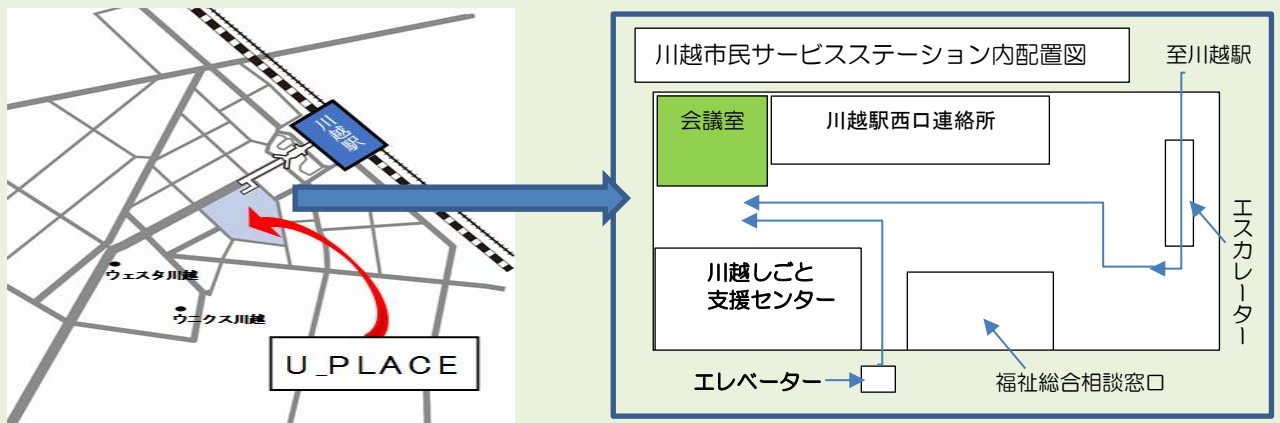 川越駅
ウェスタ川越
ウニクス川越
U_PLACE
川越市民サービスステーション内配置図
至川越駅
会議室
川越駅西口連絡所
エスカレーター
川越しごと
支援センター
エレベーター
福祉総合相談窓口